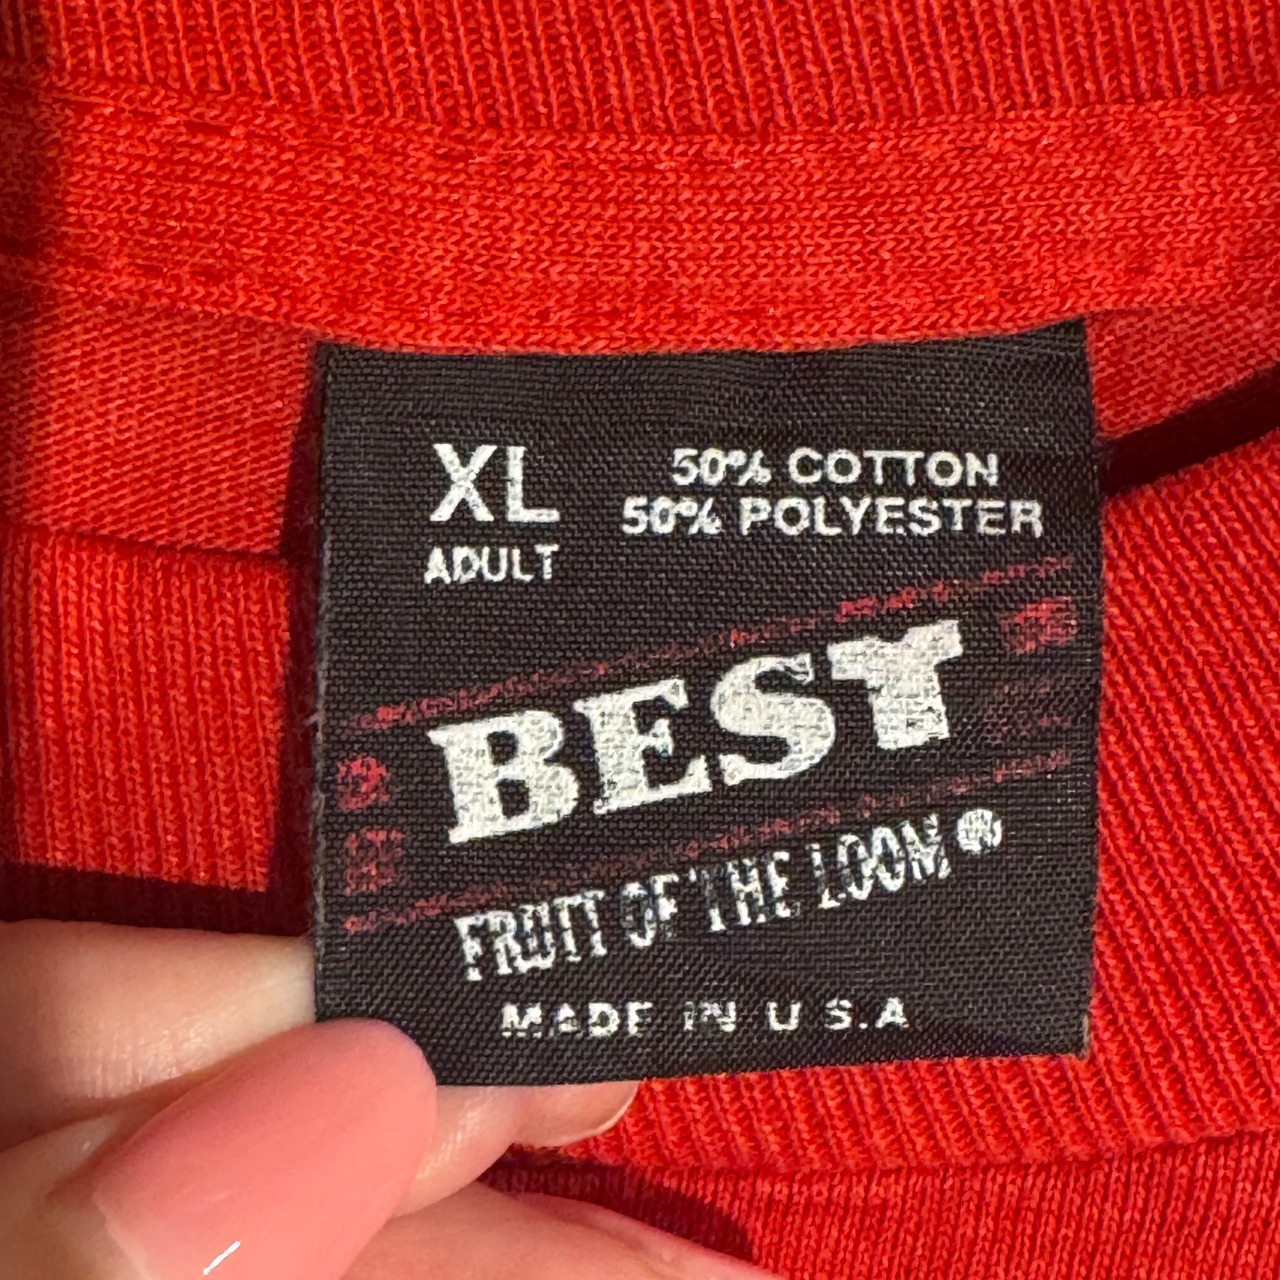 XL
ADULT
50% COTTON
50% POLYESTER
BEST
FRUIT OF THE LOOM ®
MADE IN U.S.A